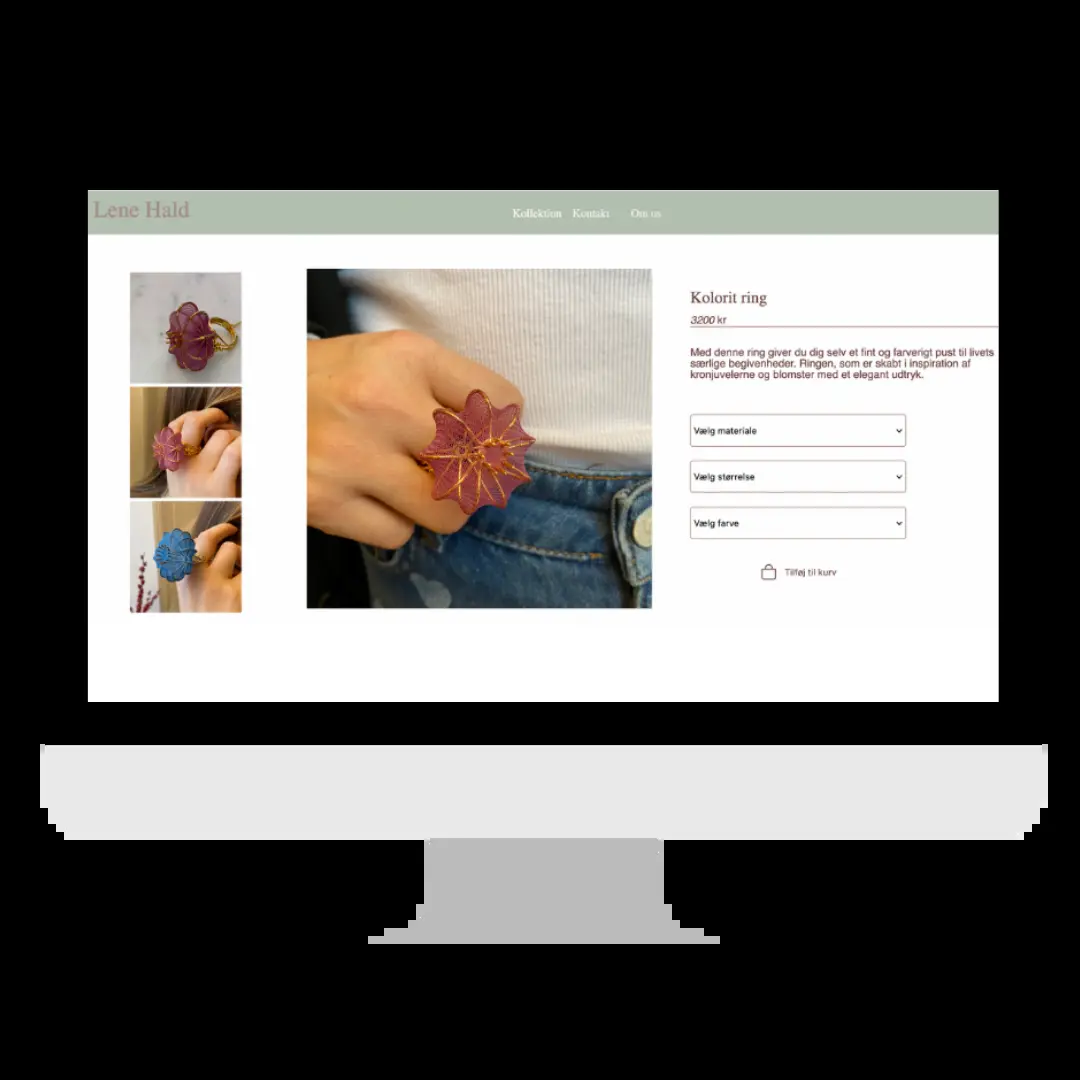 Lene Hald
Kollektion Kontakt Om os
Kolorit ring
3200 kr
Med denne ring giver du dig selv et fint og farverigt pust til livets
særlige begivenheder. Ringen, som er skabt i inspiration af
kronjuvelerne og blomster med et elegant udtryk.
Vælg materiale
Vælg størrelse
Vælg farve
Tilføj til kurv